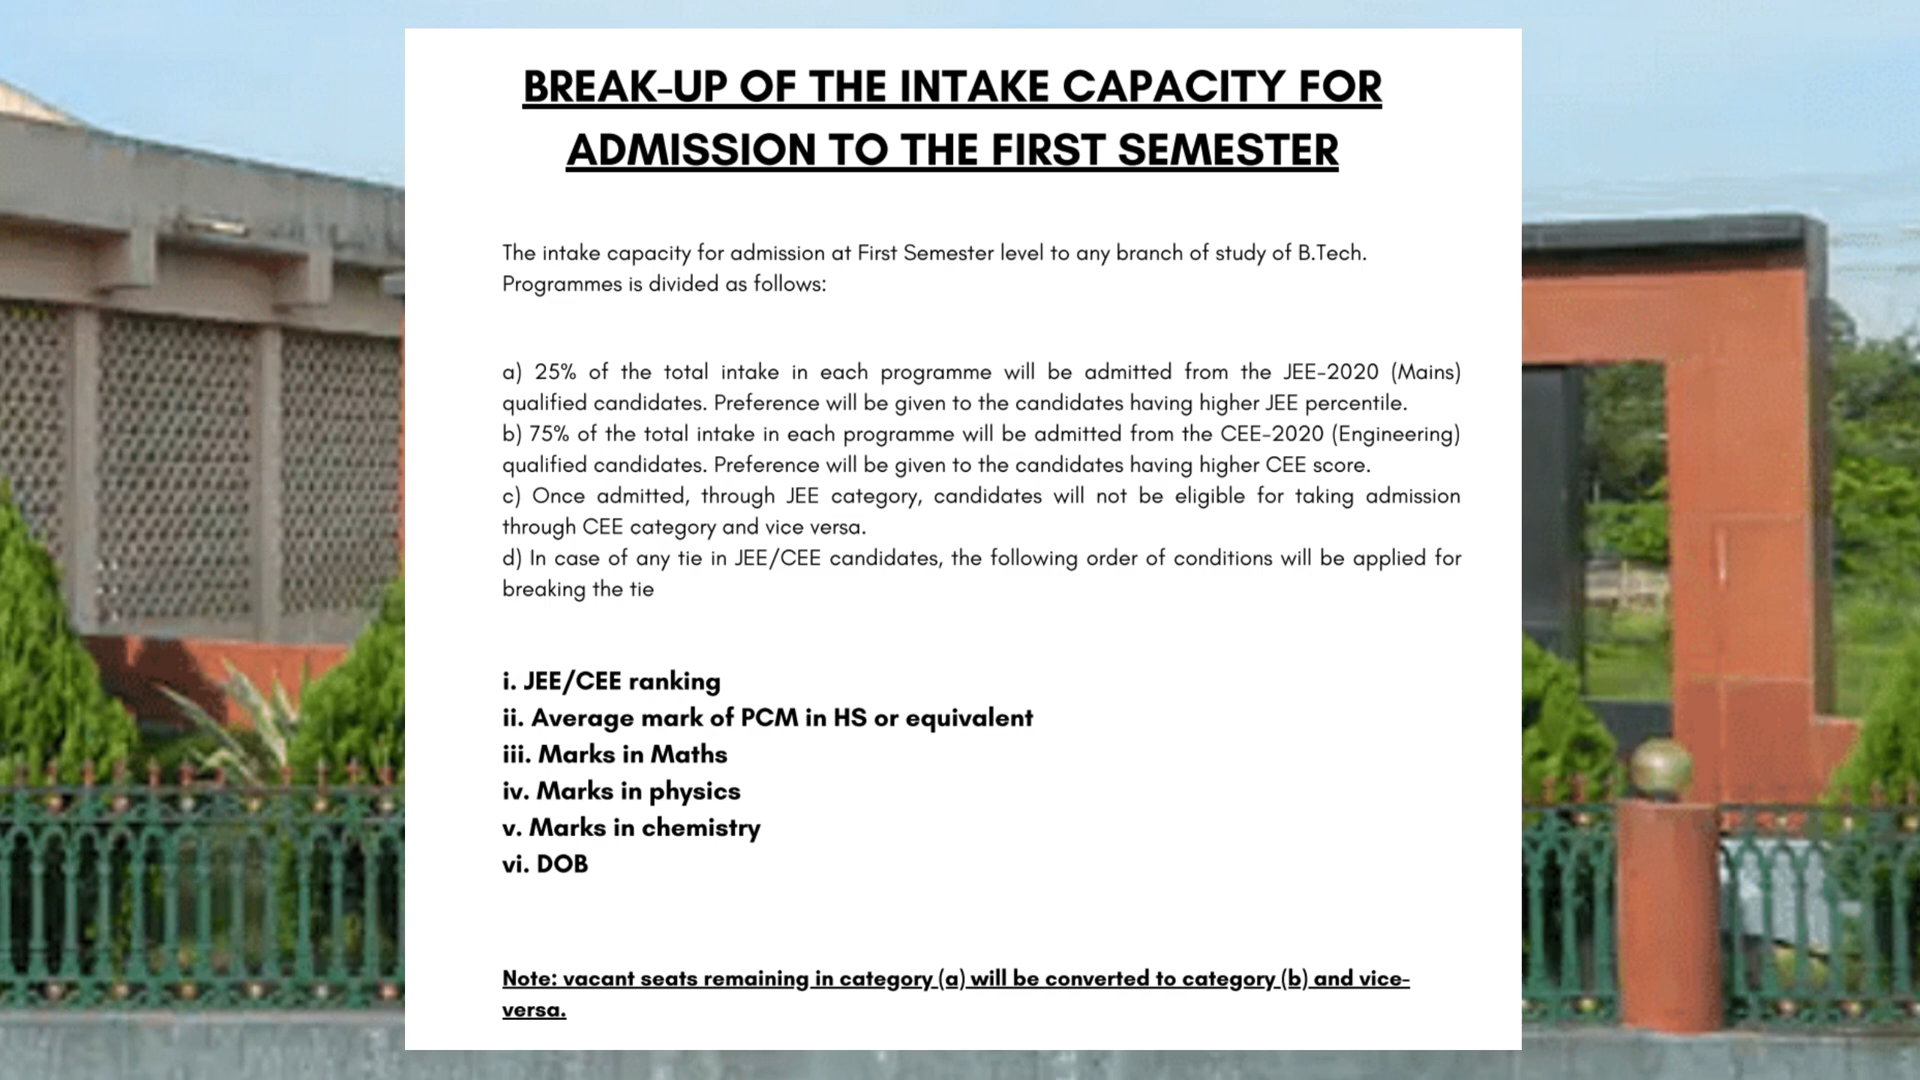 BREAK-UP OF THE INTAKE CAPACITY FOR
ADMISSION TO THE FIRST SEMESTER
The intake capacity for admission at First Semester level to any branch of study of B.Tech.
Programmes is divided as follows:
a) 25% of the total intake in each programme will be admitted from the JEE-2020 (Mains)
qualified candidates. Preference will be given to the candidates having higher JEE percentile.
b) 75% of the total intake in each programme will be admitted from the CEE-2020 (Engineering)
qualified candidates. Preference will be given to the candidates having higher CEE score.
c) Once admitted, through JEE category, candidates will not be eligible for taking admission
through CEE category and vice versa.
d) In case of any tie in JEE/CEE candidates, the following order of conditions will be applied for
breaking the tie
i. JEE/CEE ranking
ii. Average mark of PCM in HS or equivalent
iii. Marks in Maths
iv. Marks in physics
v. Marks in chemistry
vi. DOB
Note: vacant seats remaining in category (a) will be converted to category (b) and vice-
versa.